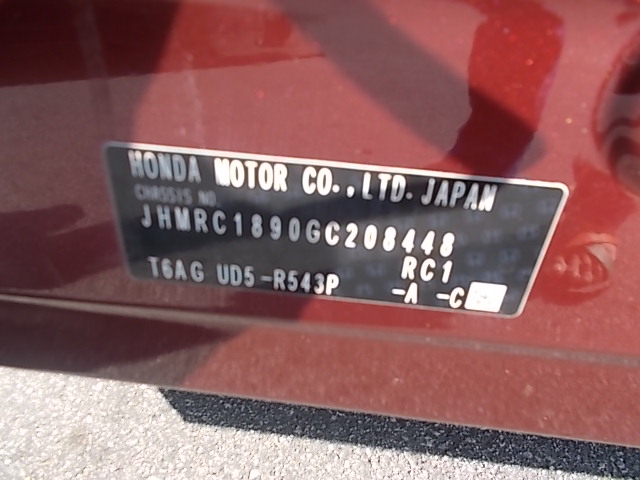 HONDA MOTOR CO.,LTD.JAPAN
CHASSIS NO.
JHMRC1890GC208448
RC1
T6AG UD5-R543P -A -C